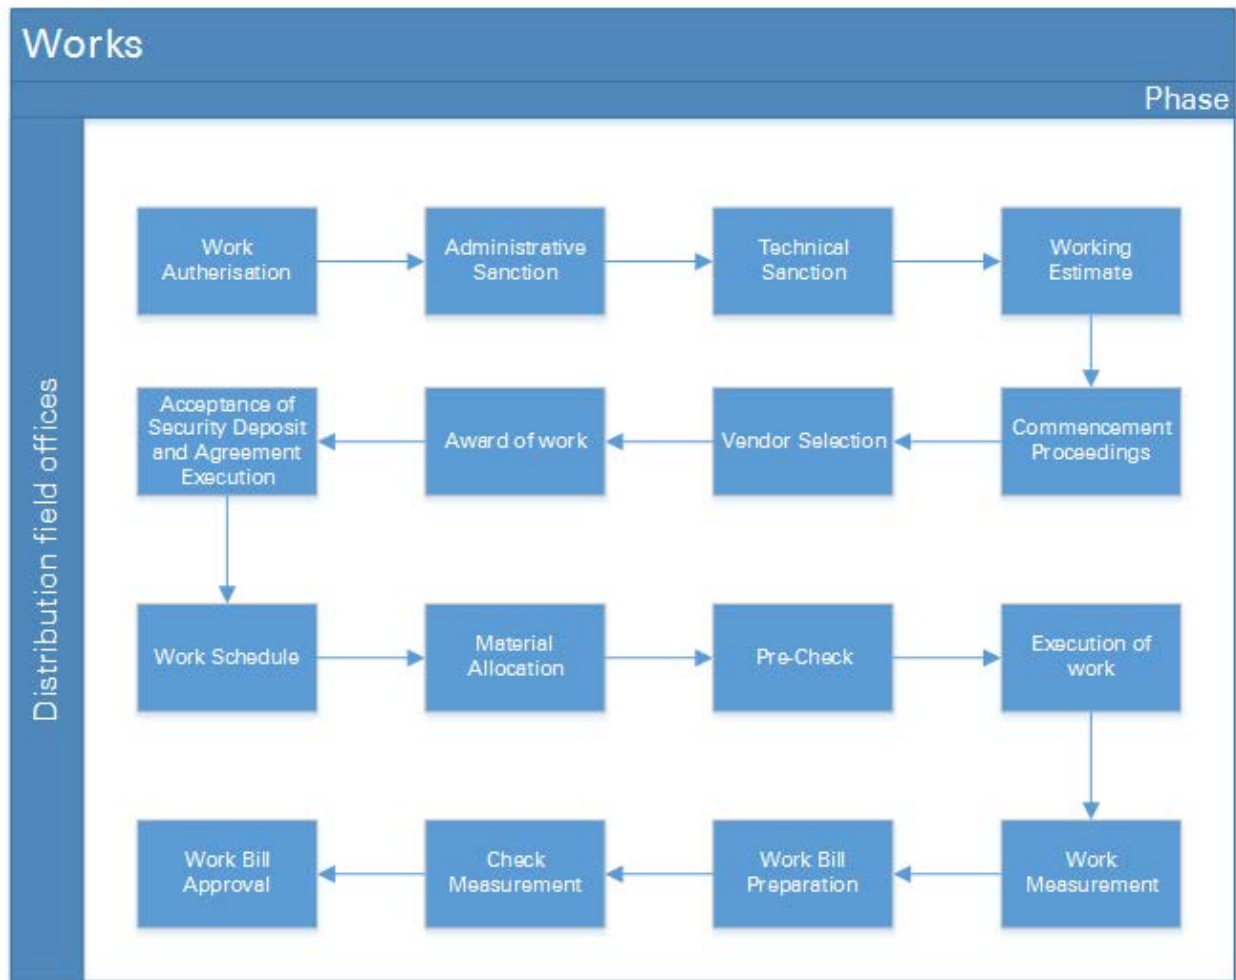 Works
Phase
Distribution field offices
Work
Autherisation
Administrative
Sanction
Technical
Sanction
Working
Estimate
Commencement
Proceedings
Vendor Selection
Award of work
Acceptance of
Security Deposit
and Agreement
Execution
Work Schedule
Material
Allocation
Pre-Check
Execution of
work
Work
Measurement
Work Bill
Preparation
Check
Measurement
Work Bill
Approval